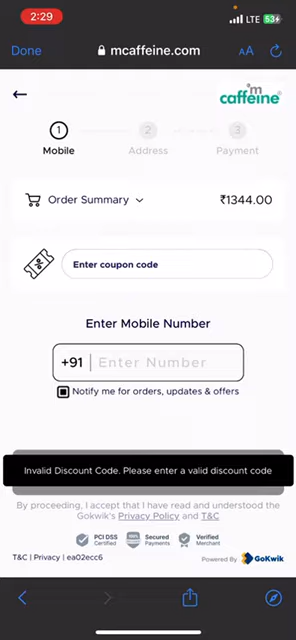 2:29
LTE 53
Done
mcaffeine.com
AA
m
caffeine
1
2
3
Mobile
Address
Payment
Order Summary
₹1344.00
Enter coupon code
Enter Mobile Number
+91
Enter Number
Notify me for orders, updates & offers
Invalid Discount Code. Please enter a valid discount code
By proceeding, I accept that I have read and understood the
Gokwik's Privacy Policy and T&C
PCI DSS
Certified
Secured
Payments
Verified
Merchant
T&C | Privacy | ea02ecc6
Powered By GoKwik